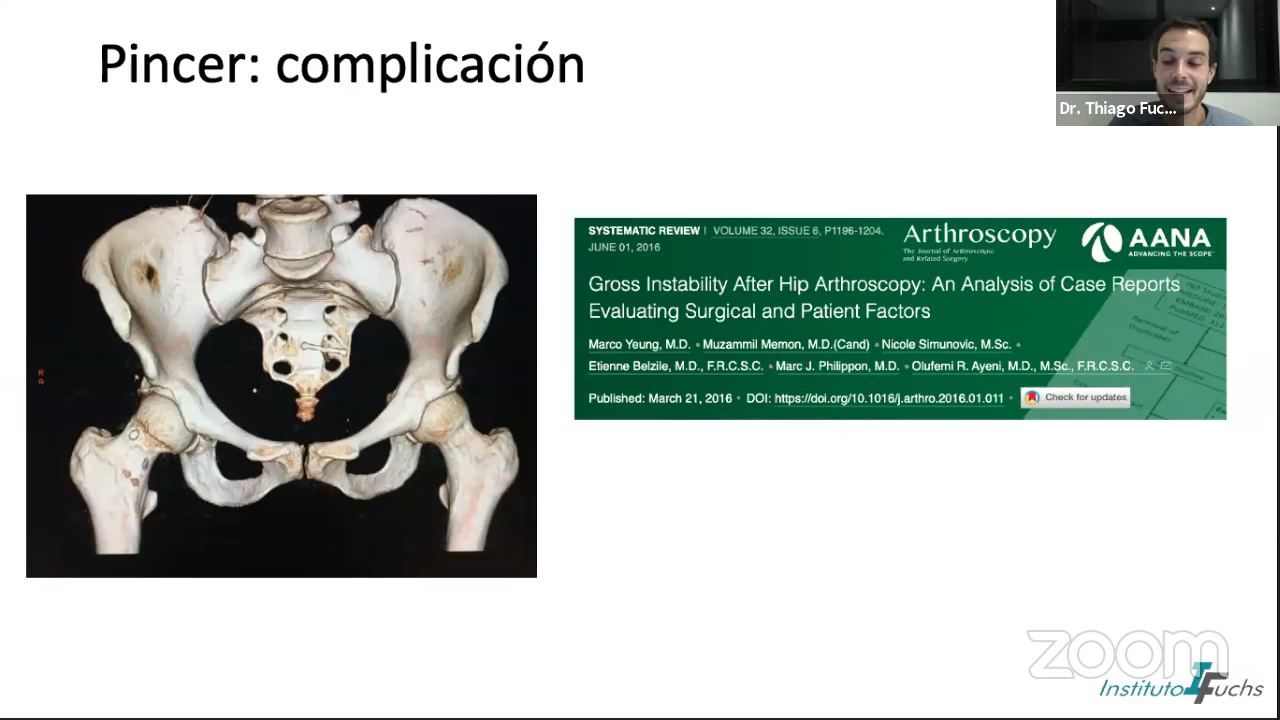 Pincer: complicación
Dr. Thiago Fuc...
R
A
SYSTEMATIC REVIEW | VOLUME 32, ISSUE 6, P1196-1204.
JUNE 01, 2016
Arthroscopy
The Journal of Arthroscopic
and Related Surgery
AANA
ADVANCING THE SCOPE
Gross Instability After Hip Arthroscopy: An Analysis of Case Reports
Evaluating Surgical and Patient Factors
Marco Yeung, M.D. • Muzammil Memon, M.D.(Cand) • Nicole Simunovic, M.Sc. •
Etienne Belzile, M.D., F.R.C.S.C. • Marc J. Philippon, M.D. • Olufemi R. Ayeni, M.D., M.Sc., F.R.C.S.C.
Published: March 21, 2016 • DOI: https://doi.org/10.1016/j.arthro.2016.01.011 •
Check for updates
Removal of
Duplicates
zoom
Instituto Fuchs